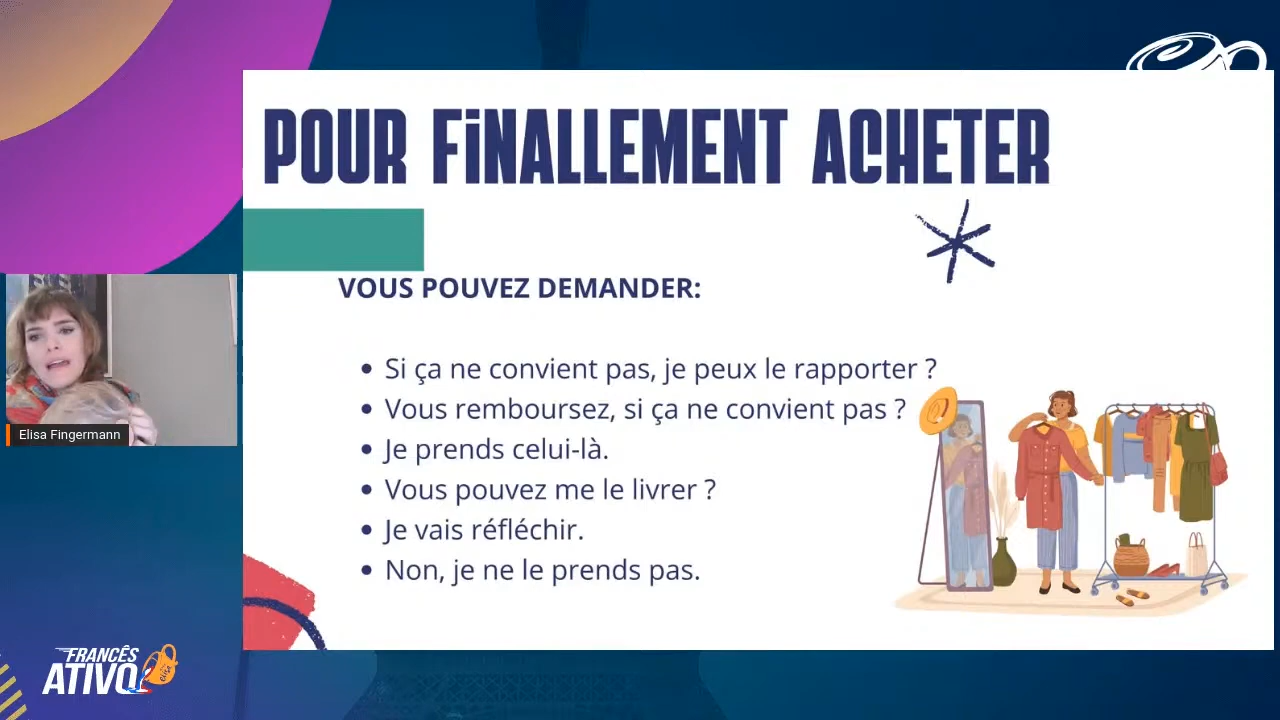 POUR FiNALLEMENT ACHETER
VOUS POUVEZ DEMANDER:
• Si ça ne convient pas, je peux le rapporter ?
• Vous remboursez, si ça ne convient pas ?
• Je prends celui-là.
• Vous pouvez me le livrer ?
• Je vais réfléchir.
• Non, je ne le prends pas.
Elisa Fingermann
FRANCÊS
ATIVO